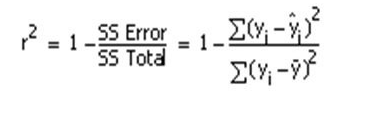 r² = 1 - SS Error / SS Total = 1 - Σ(yᵢ - ŷᵢ)² / Σ(yᵢ - ȳ)²